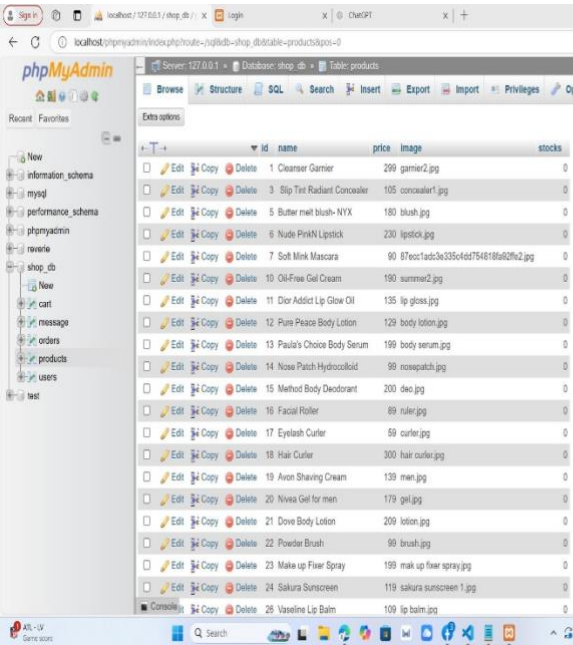 Sign in
localhost / 127.0.0.1 / shop_db / p
Login
ChatGPT
localhost/phpmyadmin/index.php?route=/sql&db=shop_db&table=products&pos=0
phpMyAdmin
Recent Favorites
New
information_schema
mysql
performance_schema
phpmyadmin
reverie
shop_db
New
cart
message
orders
products
users
test
Server: 127.0.0.1 » Database: shop_db » Table: products
Browse Structure SQL Search Insert Export Import Privileges Op
Extra options
id name price image stocks
Edit Copy Delete 1 Cleanser Garnier 299 garnier2.jpg 0
Edit Copy Delete 3 Slip Tint Radiant Concealer 105 concealer1.jpg 0
Edit Copy Delete 5 Butter melt blush- NYX 180 blush.jpg 0
Edit Copy Delete 6 Nude PinkN Lipstick 230 lipstick.jpg 0
Edit Copy Delete 7 Soft Mink Mascara 90 0
Edit Copy Delete 10 Oil-Free Gel Cream 190 summer2.jpg 0
Edit Copy Delete 11 Dior Addict Lip Glow Oil 135 lip gloss.jpg 0
Edit Copy Delete 12 Pure Peace Body Lotion 129 body lotion.jpg 0
Edit Copy Delete 13 Paula's Choice Body Serum 199 body serum.jpg 0
Edit Copy Delete 14 Nose Patch Hydrocolloid 99 nosepatch.jpg 0
Edit Copy Delete 15 Method Body Deodorant 200 deo.jpg 0
Edit Copy Delete 16 Facial Roller 89 ruler.jpg 0
Edit Copy Delete 17 Eyelash Curler 59 curler.jpg 0
Edit Copy Delete 18 Hair Curler 300 hair curler.jpg 0
Edit Copy Delete 19 Avon Shaving Cream 139 men.jpg 0
Edit Copy Delete 20 Nivea Gel for men 179 gel.jpg 0
Edit Copy Delete 21 Dove Body Lotion 209 lotion.jpg 0
Edit Copy Delete 22 Powder Brush 99 brush.jpg 0
Edit Copy Delete 23 Make up Fixer Spray 199 mak up fixer spray.jpg 0
Edit Copy Delete 24 Sakura Sunscreen 119 sakura sunscreen 1.jpg 0
Console Copy Delete 26 Vaseline Lip Balm 109 lip balm.jpg 0
ATL - LV
Game score
Search